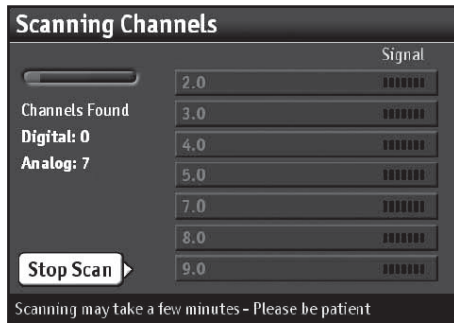 Scanning Channels
Signal
Channels Found
Digital: 0
Analog: 7
2.0
3.0
4.0
5.0
7.0
8.0
9.0
Stop Scan
Scanning may take a few minutes - Please be patient